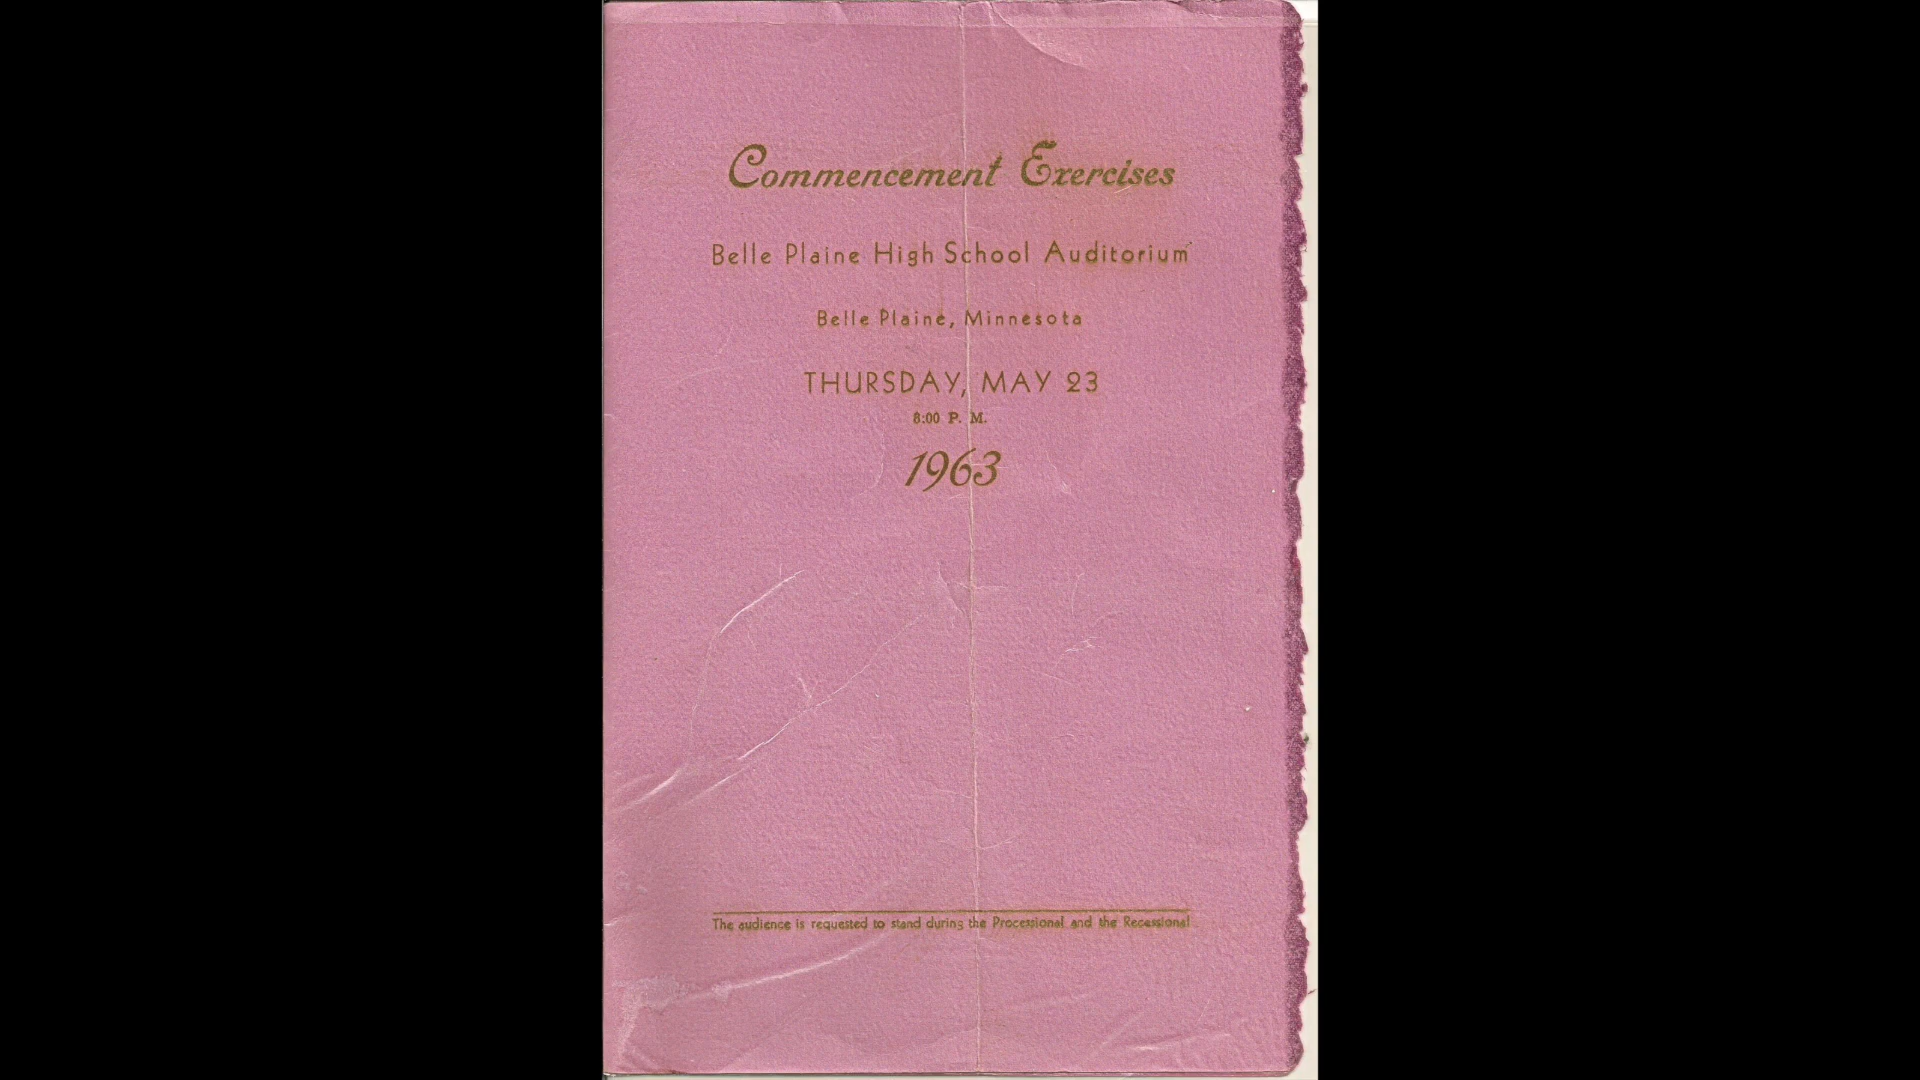 Commencement Exercises
Belle Plaine High School Auditorium
Belle Plaine, Minnesota
THURSDAY, MAY 23
8:00 P. M.
1963
The audience is requested to stand during the Processional and the Recessional